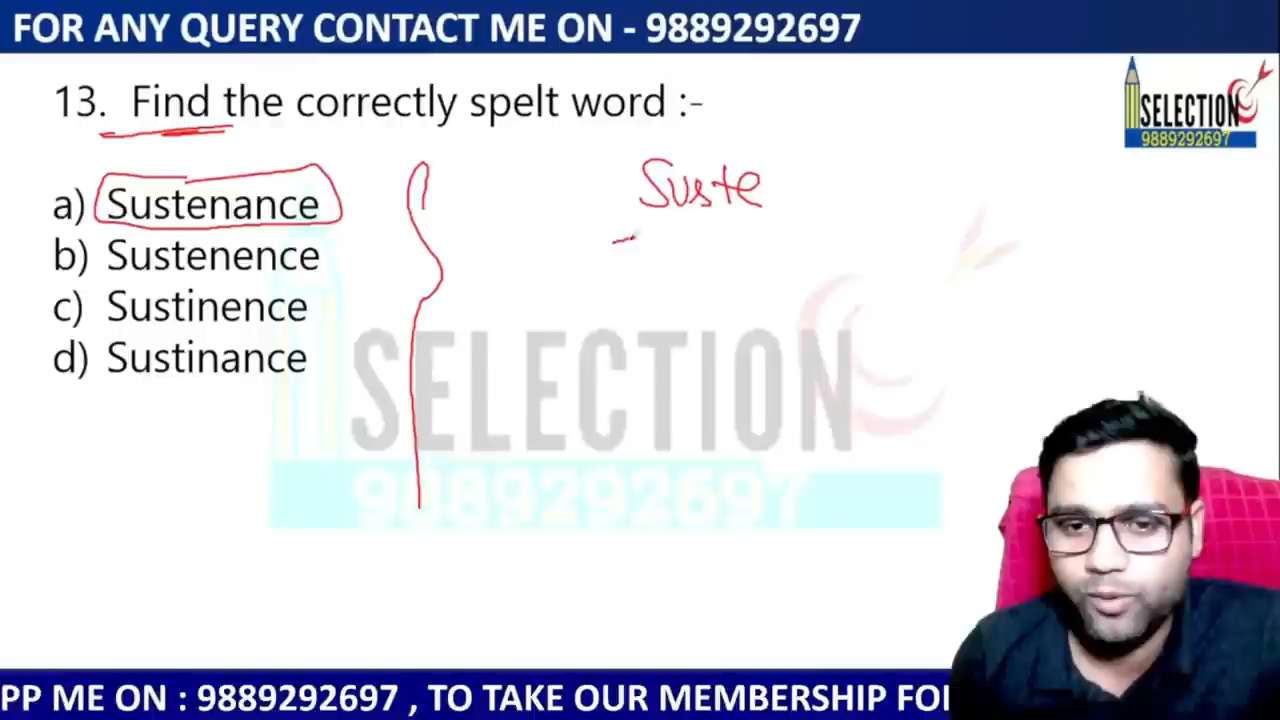 FOR ANY QUERY CONTACT ME ON - 9889292697
SELECTION
9889292697
13. Find the correctly spelt word :-
a) Sustenance
b) Sustenence
c) Sustinence
d) Sustinance
Suste
SELECTION
9889292697
PP ME ON : 9889292697 , TO TAKE OUR MEMBERSHIP FO